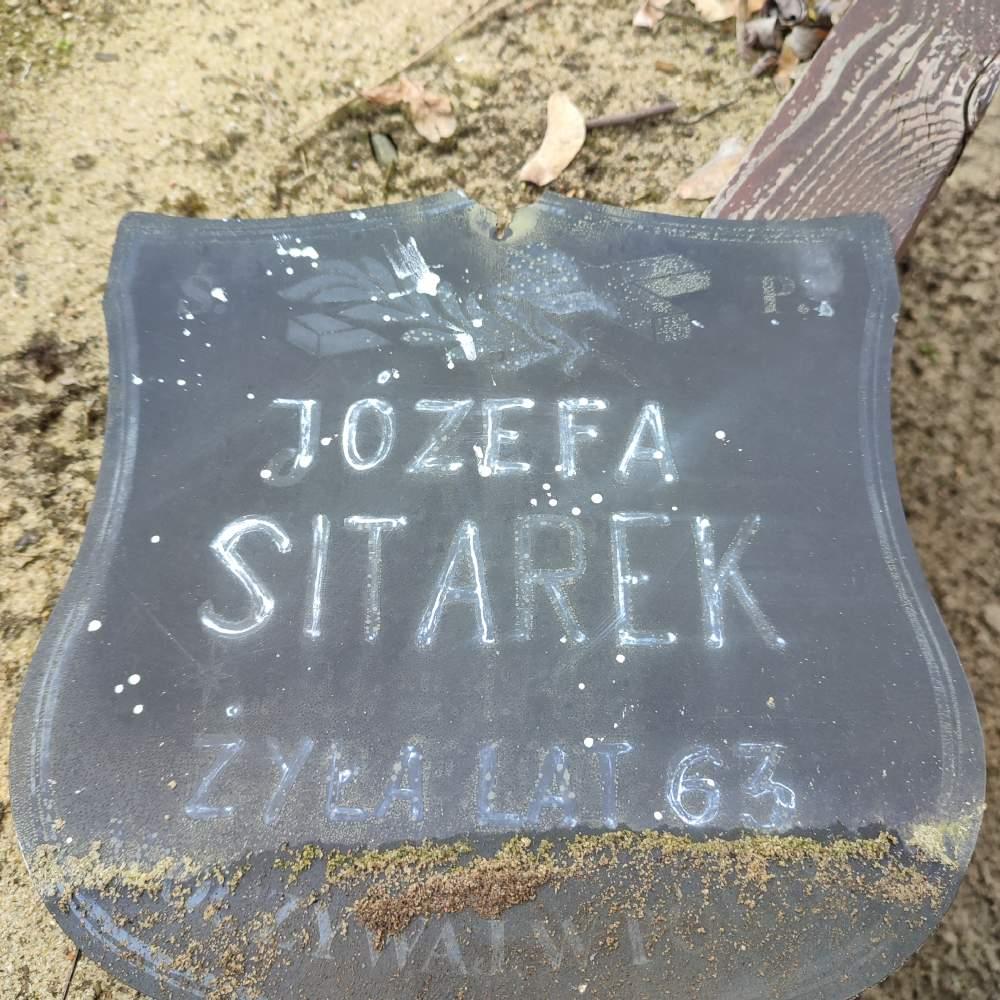 S. P.
JÓZEFA
SITAREK
ŻYŁA LAT 63